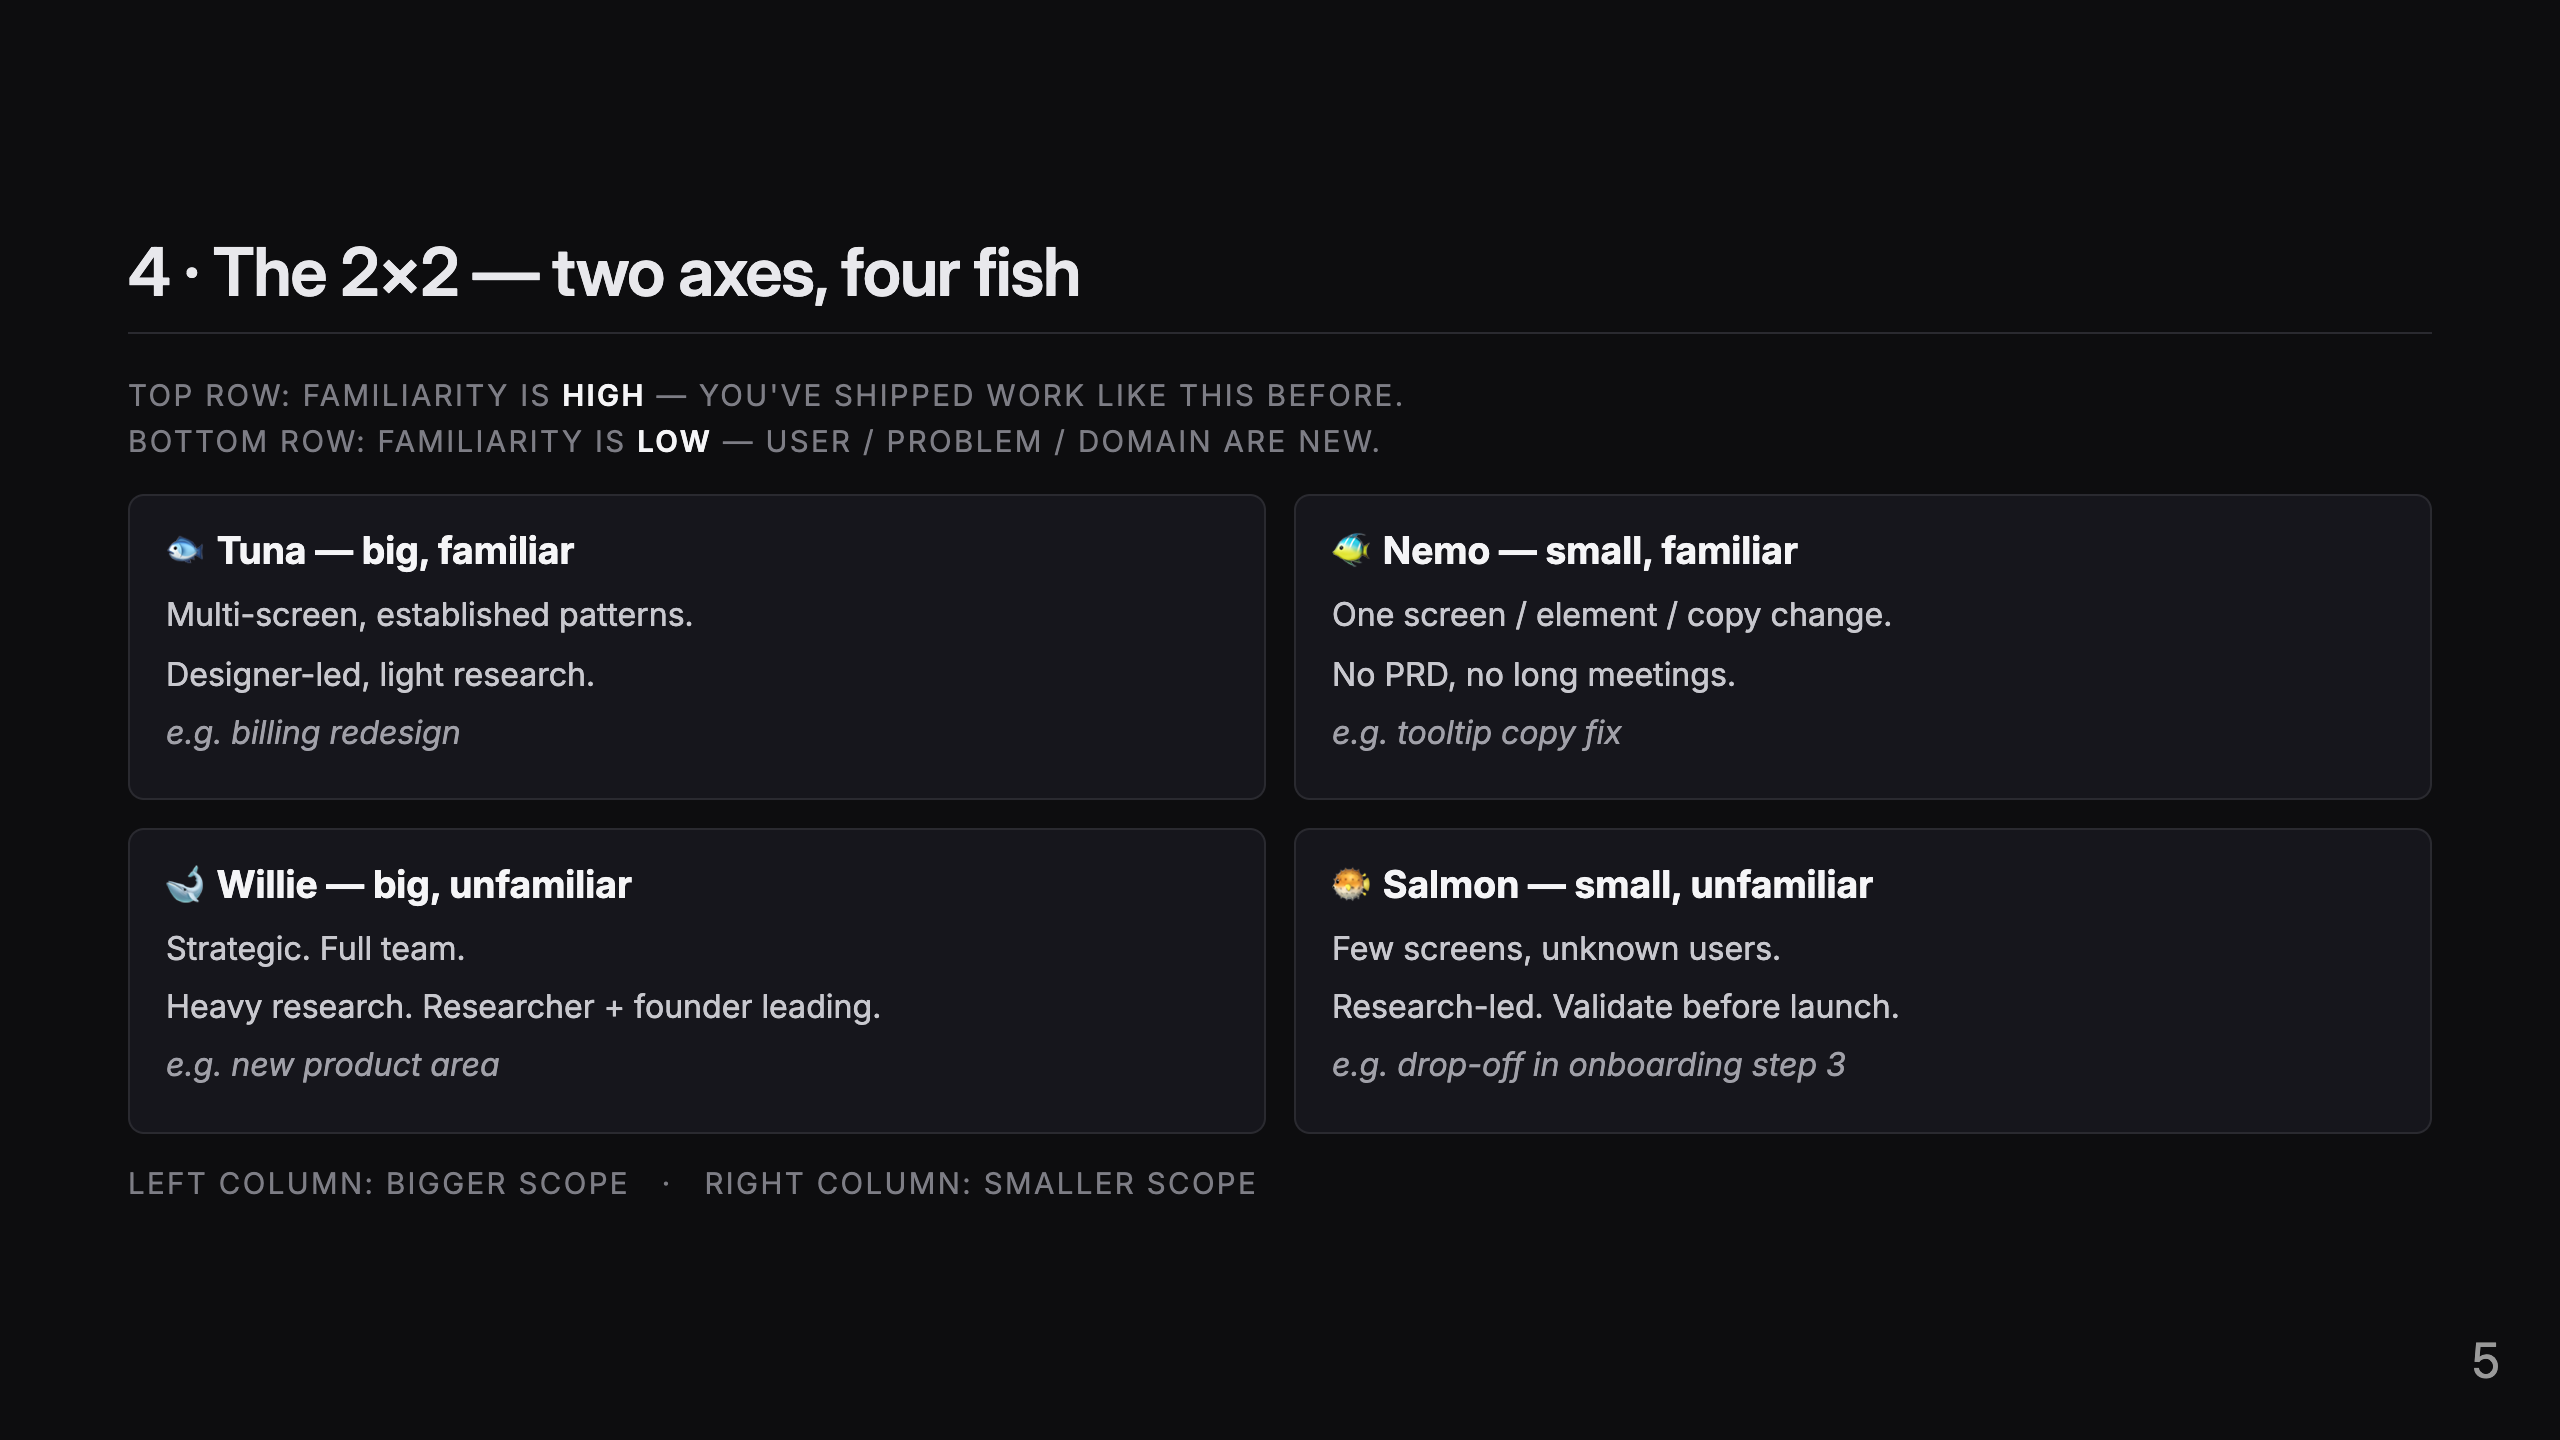 4 · The 2×2 — two axes, four fish
TOP ROW: FAMILIARITY IS HIGH — YOU'VE SHIPPED WORK LIKE THIS BEFORE.
BOTTOM ROW: FAMILIARITY IS LOW — USER / PROBLEM / DOMAIN ARE NEW.
🐟 Tuna — big, familiar
Multi-screen, established patterns.
Designer-led, light research.
e.g. billing redesign
🐠 Nemo — small, familiar
One screen / element / copy change.
No PRD, no long meetings.
e.g. tooltip copy fix
🐋 Willie — big, unfamiliar
Strategic. Full team.
Heavy research. Researcher + founder leading.
e.g. new product area
🐡 Salmon — small, unfamiliar
Few screens, unknown users.
Research-led. Validate before launch.
e.g. drop-off in onboarding step 3
LEFT COLUMN: BIGGER SCOPE · RIGHT COLUMN: SMALLER SCOPE
5